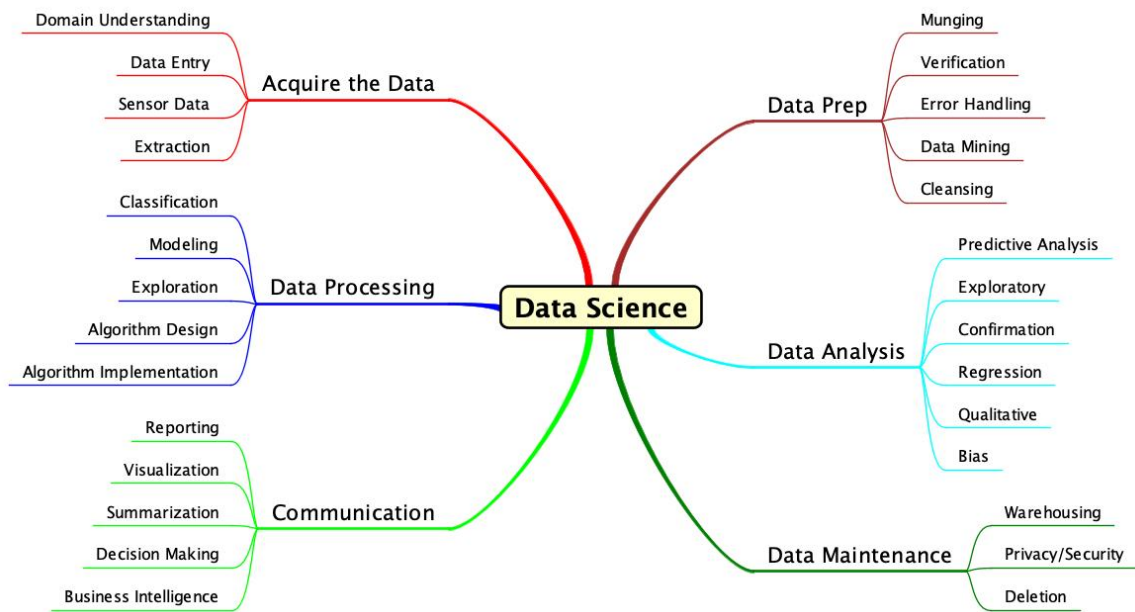 Data Science
Acquire the Data
Domain Understanding
Data Entry
Sensor Data
Extraction
Data Processing
Classification
Modeling
Exploration
Algorithm Design
Algorithm Implementation
Communication
Reporting
Visualization
Summarization
Decision Making
Business Intelligence
Data Prep
Munging
Verification
Error Handling
Data Mining
Cleansing
Data Analysis
Predictive Analysis
Exploratory
Confirmation
Regression
Qualitative
Bias
Data Maintenance
Warehousing
Privacy/Security
Deletion